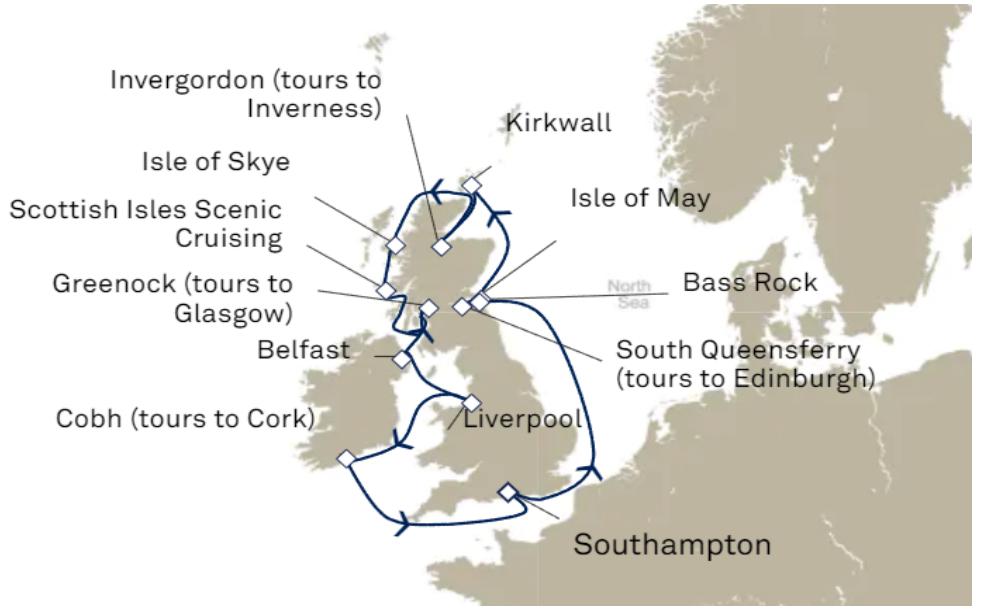 Invergordon (tours to
Inverness)
Kirkwall
Isle of Skye
Isle of May
Scottish Isles Scenic
Cruising
Greenock (tours to
Glasgow)
North
Sea
Bass Rock
Belfast
South Queensferry
(tours to Edinburgh)
Cobh (tours to Cork)
Liverpool
Southampton